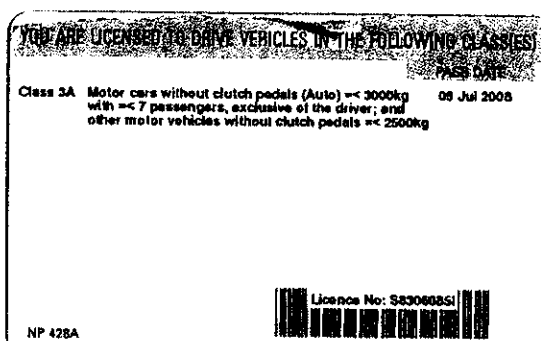 YOU ARE LICENSED TO DRIVE VEHICLES IN THE FOLLOWING CLASS(ES)
PASS DATE
Class 3A Motor cars without clutch pedals (Auto) =< 3000kg 08 Jul 2008
with =< 7 passengers, exclusive of the driver; and
other motor vehicles without clutch pedals =< 2500kg
Licence No:
NP 428A